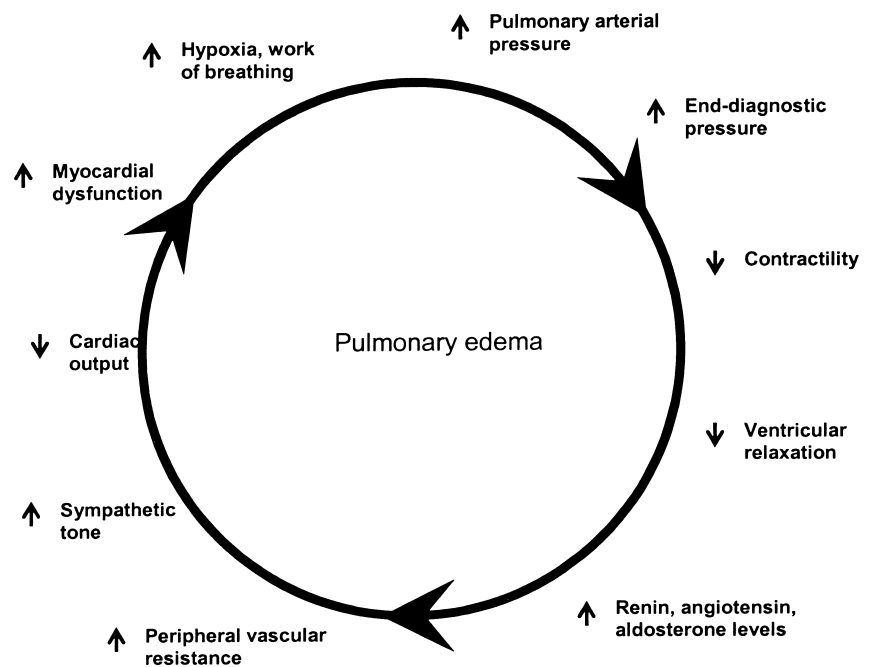 Pulmonary arterial
pressure
Hypoxia, work
of breathing
End-diagnostic
pressure
Myocardial
dysfunction
Contractility
Cardiac
output
Pulmonary edema
Ventricular
relaxation
Sympathetic
tone
Renin, angiotensin,
aldosterone levels
Peripheral vascular
resistance